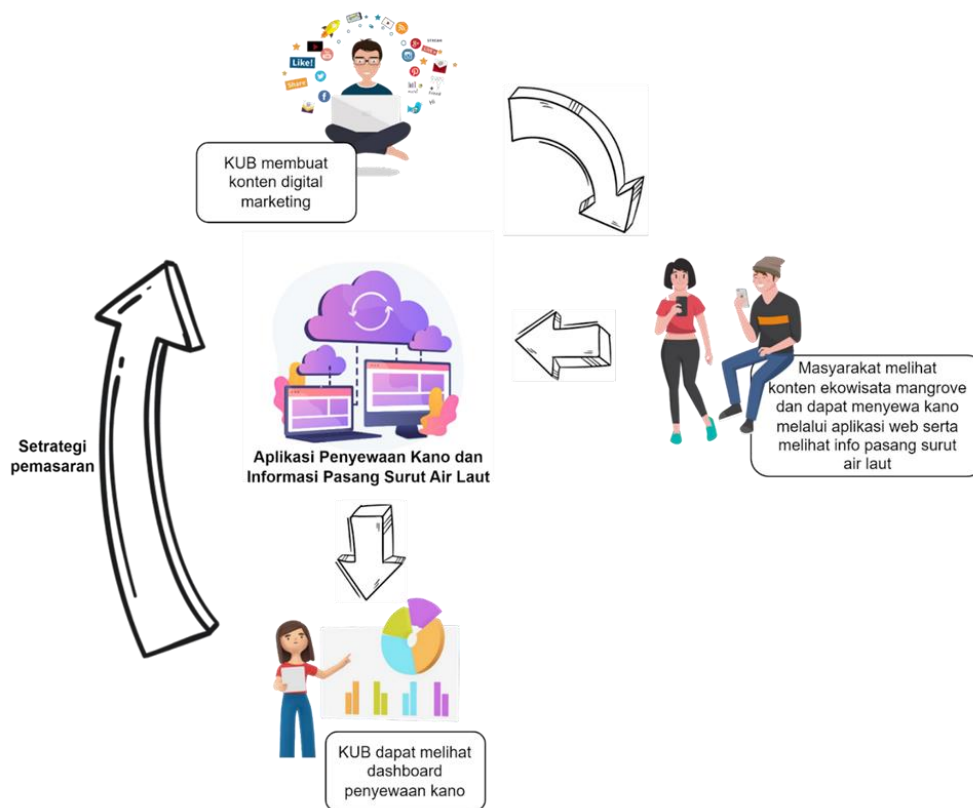 Like!
Share
KUB membuat
konten digital
marketing
Masyarakat melihat
konten ekowisata mangrove
dan dapat menyewa kano
melalui aplikasi web serta
melihat info pasang surut
air laut
Setrategi
pemasaran
Aplikasi Penyewaan Kano dan
Informasi Pasang Surut Air Laut
KUB dapat melihat
dashboard
penyewaan kano